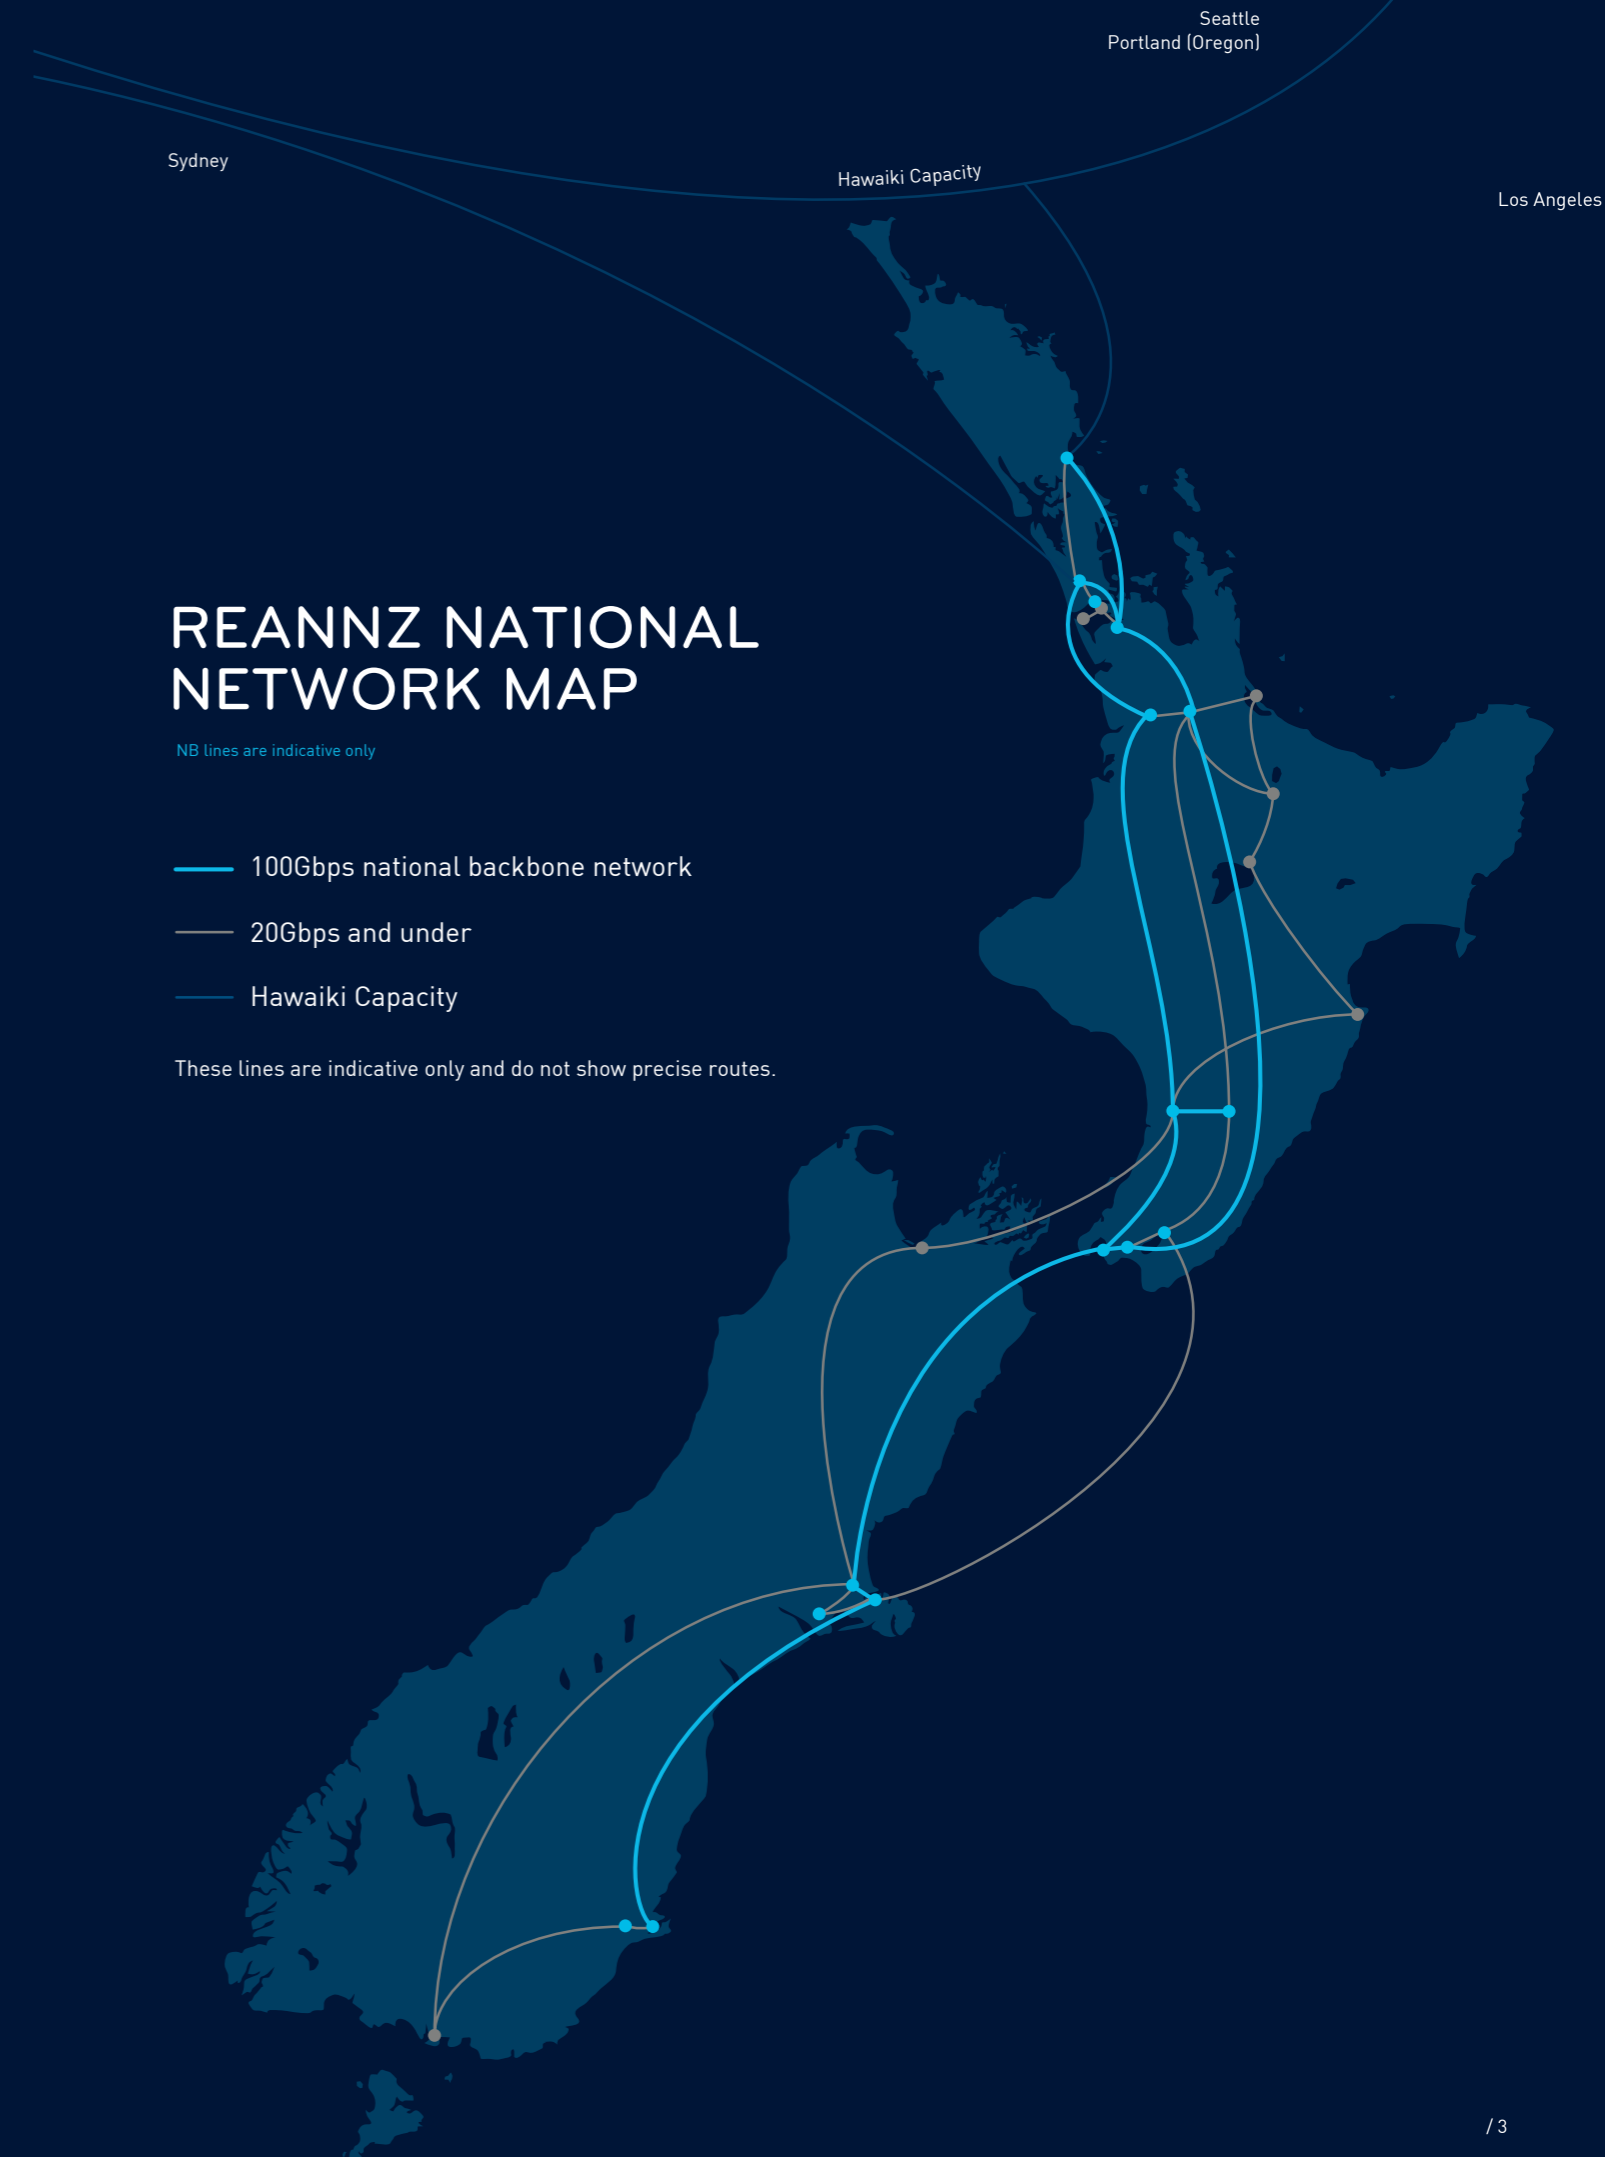 Seattle
Portland (Oregon)
Sydney
Hawaiki Capacity
Los Angeles
REANNZ NATIONAL
NETWORK MAP
NB lines are indicative only
100Gbps national backbone network
20Gbps and under
Hawaiki Capacity
These lines are indicative only and do not show precise routes.
/ 3